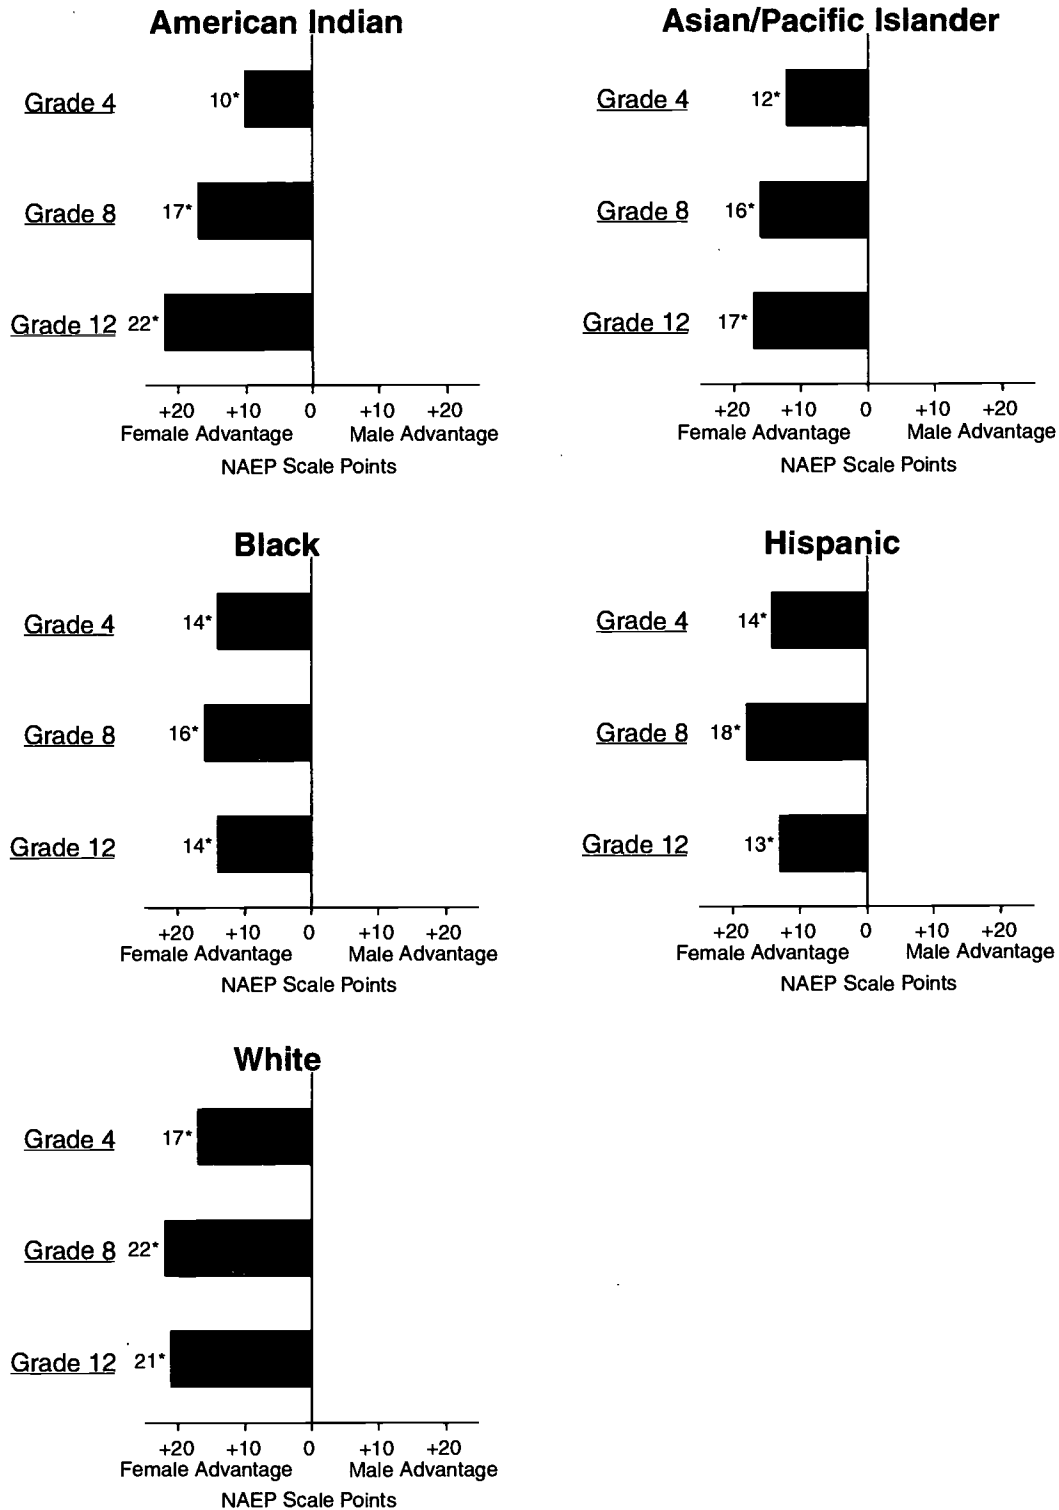 American Indian
Grade 4 10*
Grade 8 17*
Grade 12 22*
+20 +10 0 +10 +20
Female Advantage Male Advantage
NAEP Scale Points
Asian/Pacific Islander
Grade 4 12*
Grade 8 16*
Grade 12 17*
+20 +10 0 +10 +20
Female Advantage Male Advantage
NAEP Scale Points
Black
Grade 4 14*
Grade 8 16*
Grade 12 14*
+20 +10 0 +10 +20
Female Advantage Male Advantage
NAEP Scale Points
Hispanic
Grade 4 14*
Grade 8 18*
Grade 12 13*
+20 +10 0 +10 +20
Female Advantage Male Advantage
NAEP Scale Points
White
Grade 4 17*
Grade 8 22*
Grade 12 21*
+20 +10 0 +10 +20
Female Advantage Male Advantage
NAEP Scale Points